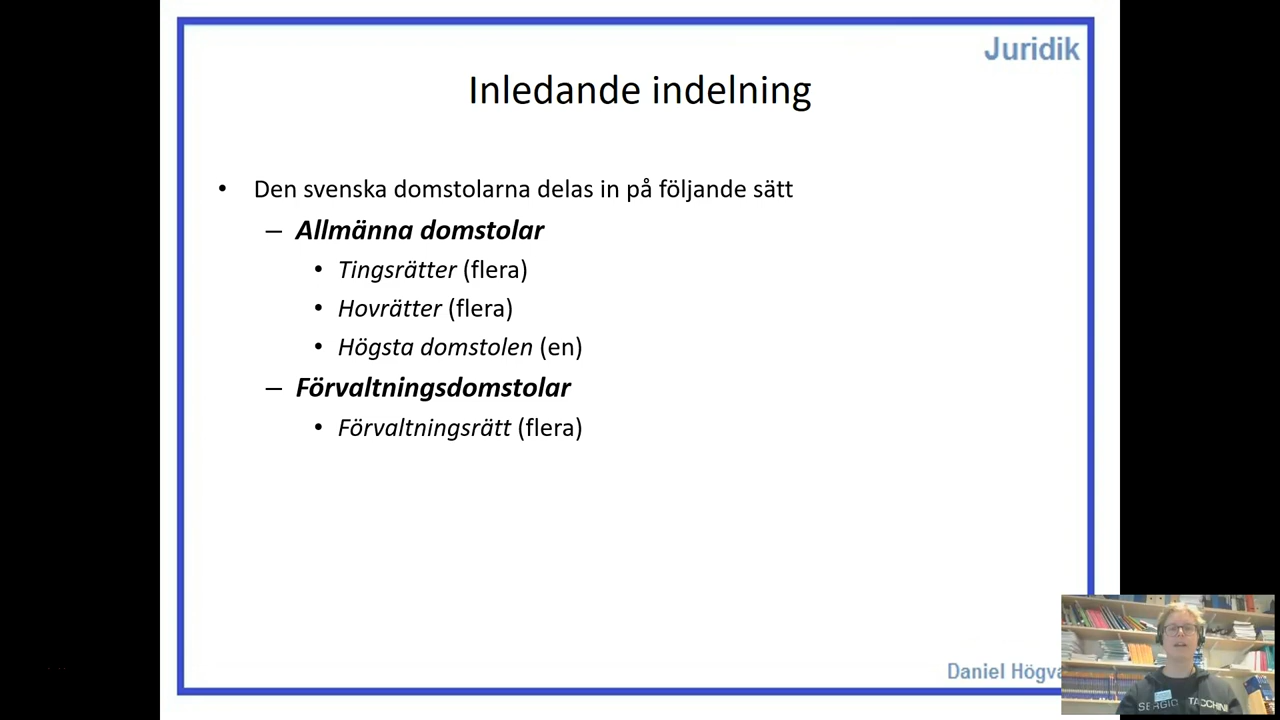 Juridik
Inledande indelning
• Den svenska domstolarna delas in på följande sätt
– Allmänna domstolar
• Tingsrätter (flera)
• Hovrätter (flera)
• Högsta domstolen (en)
– Förvaltningsdomstolar
• Förvaltningsrätt (flera)
Daniel
TACCHINI